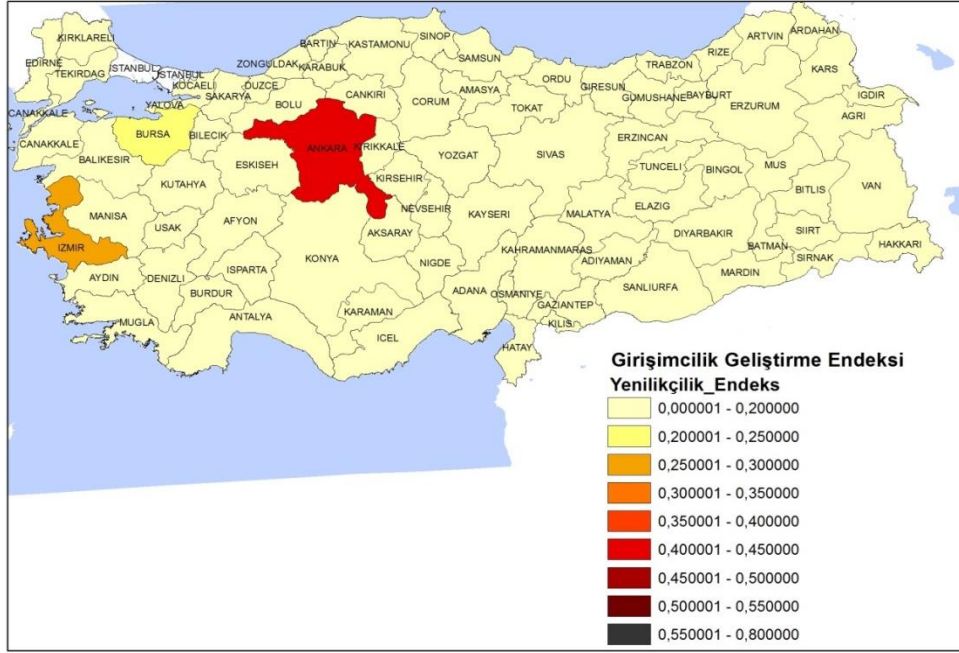 KIRKLARELI
EDIRNE
TEKIRDAG
ISTANBUL
ISTANBUL
KOCAELI
YALOVA
SAKARYA
DUZCE
ZONGULDAK
BARTIN
KARABUK
KASTAMONU
SINOP
SAMSUN
ORDU
GIRESUN
TRABZON
RIZE
ARTVIN
ARDAHAN
KARS
CANAKKALE
CANAKKALE
BALIKESIR
BURSA
BILECIK
BOLU
CANKIRI
CORUM
AMASYA
TOKAT
GUMUSHANE
BAYBURT
ERZURUM
IGDIR
AGRI
ESKISEH
ANKARA
KIRIKKALE
YOZGAT
SIVAS
ERZINCAN
TUNCELI
BINGOL
MUS
BITLIS
VAN
KUTAHYA
MANISA
USAK
AFYON
KIRSEHIR
NEVSEHIR
KAYSERI
MALATYA
ELAZIG
DIYARBAKIR
BATMAN
SIIRT
SIRNAK
HAKKARI
IZMIR
AYDIN
DENIZLI
ISPARTA
BURDUR
KONYA
AKSARAY
NIGDE
KAHRAMANMARAS
ADIYAMAN
SANLIURFA
MARDIN
MUGLA
ANTALYA
KARAMAN
ICEL
ADANA
OSMANIYE
GAZIANTEP
KILIS
HATAY
Girişimcilik Geliştirme Endeksi
Yenilikçilik_Endeks
0,000001 - 0,200000
0,200001 - 0,250000
0,250001 - 0,300000
0,300001 - 0,350000
0,350001 - 0,400000
0,400001 - 0,450000
0,450001 - 0,500000
0,500001 - 0,550000
0,550001 - 0,800000